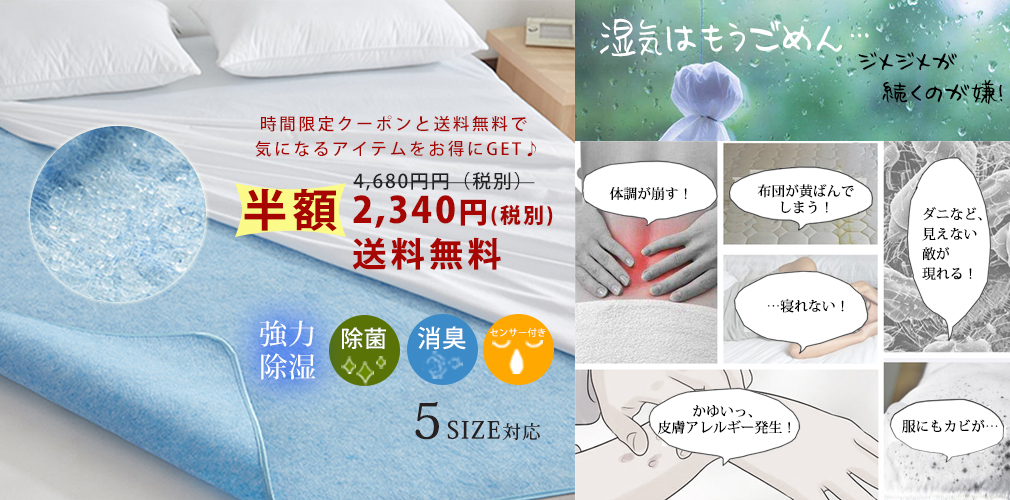 時間限定クーポンと送料無料で
気になるアイテムをお得にGET♪
4,680円円（税別）
半額
2,340円(税別)
送料無料
強力
除湿
除菌
消臭
センサー付き
5 SIZE対応
湿気はもうごめん…
ジメジメが
続くのが嫌!
体調が崩す！
布団が黄ばんで
しまう！
…寝れない！
ダニなど、
見えない
敵が
現れる！
かゆいっ、
皮膚アレルギー発生！
服にもカビが…